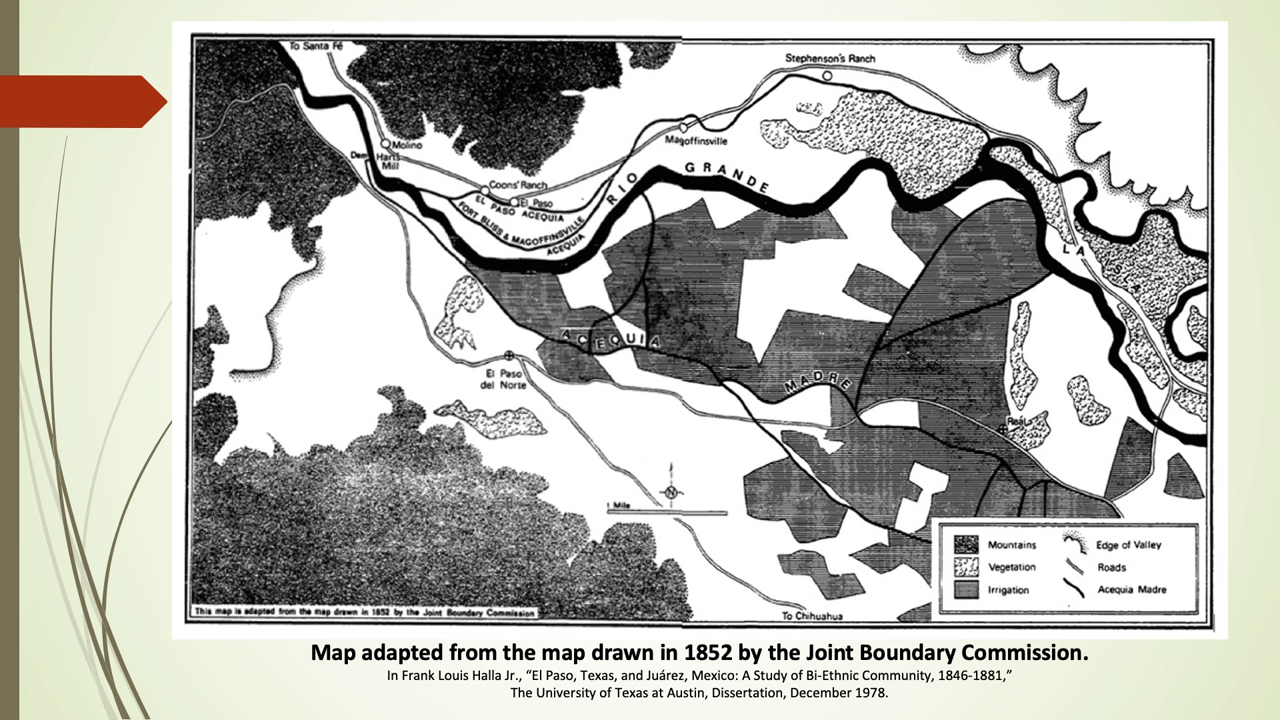 To Santa Fé
Stephenson's Ranch
Magoffinsville
Molino
Dam
Harts
Mill
Coons' Ranch
El Paso
EL PASO ACEQUIA
FORT BLISS & MAGOFFINSVILLE
ACEQUIA
RIO GRANDE
LA
ACEQUIA
MADRE
El Paso
del Norte
Real
N
1 Mile
To Chihuahua
Mountains
Vegetation
Irrigation
Edge of Valley
Roads
Acequia Madre
This map is adapted from the map drawn in 1852 by the Joint Boundary Commission
Map adapted from the map drawn in 1852 by the Joint Boundary Commission.
In Frank Louis Halla Jr., “El Paso, Texas, and Juárez, Mexico: A Study of Bi-Ethnic Community, 1846-1881,”
The University of Texas at Austin, Dissertation, December 1978.